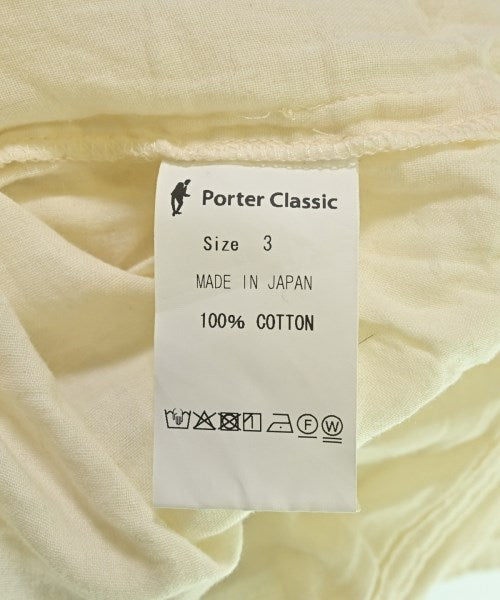 Porter Classic
Size 3
MADE IN JAPAN
100% COTTON
F W